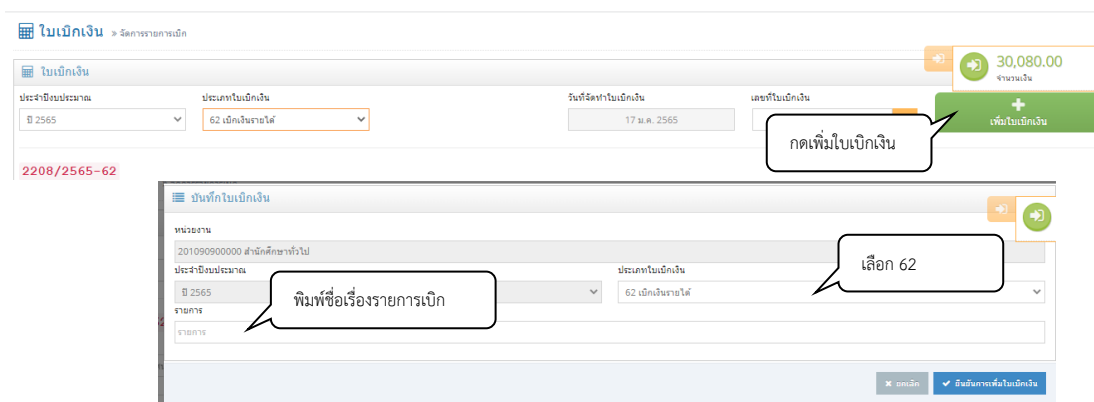 ใบเบิกเงิน » จัดการรายการเบิก
ใบเบิกเงิน
30,080.00
จำนวนเงิน
ประจำปีงบประมาณ
ประเภทใบเบิกเงิน
วันที่จัดทำใบเบิกเงิน
เลขที่ใบเบิกเงิน
ปี 2565
62 เบิกเงินรายได้
17 ม.ค. 2565
เพิ่มใบเบิกเงิน
กดเพิ่มใบเบิกเงิน
2208/2565-62
บันทึกใบเบิกเงิน
หน่วยงาน
201090900000 สำนักศึกษาทั่วไป
ประจำปีงบประมาณ
ประเภทใบเบิกเงิน
เลือก 62
ปี 2565
62 เบิกเงินรายได้
พิมพ์ชื่อเรื่องรายการเบิก
รายการ
รายการ
ยกเลิก
ยืนยันการเพิ่มใบเบิกเงิน